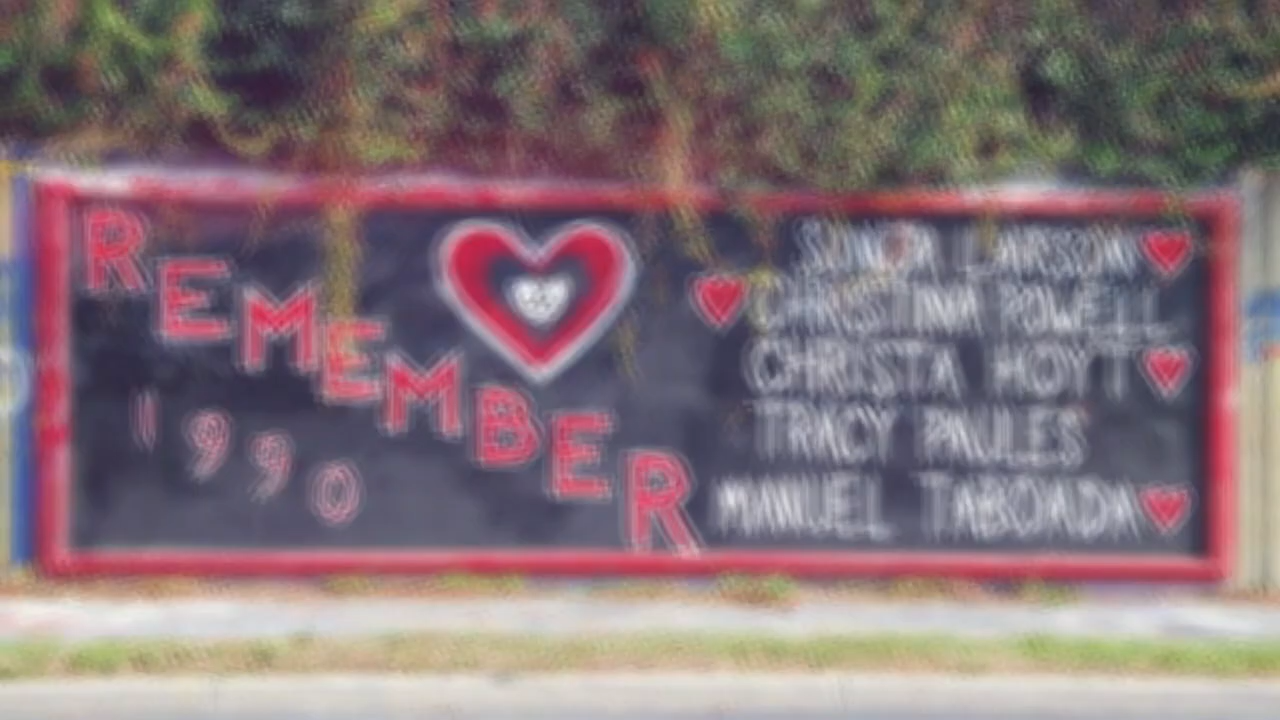 REMEMBER
1990
SONJA LARSON
CHRISTINA POWELL
CHRISTA HOYT
TRACY PAULES
MANUEL TABOADA